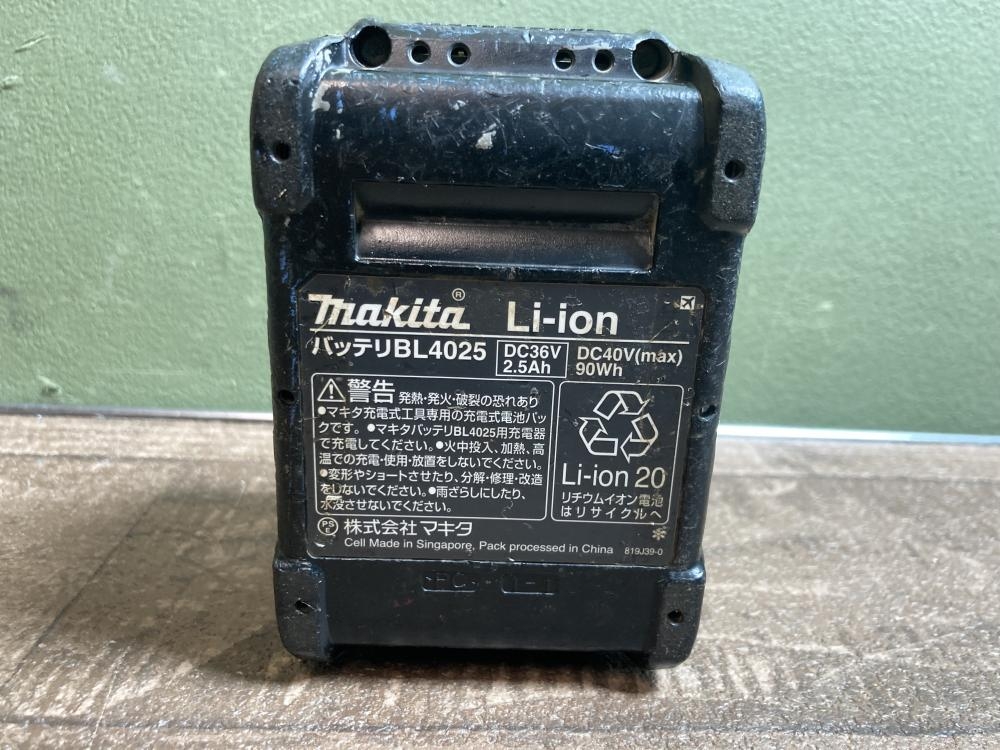 makita® Li-ion
バッテリBL4025 DC36V 2.5Ah DC40V(max) 90Wh
⚠警告 発熱・発火・破裂の恐れあり
●マキタ充電式工具専用の充電式電池パッ
クです。●マキタバッテリBL4025用充電器
で充電してください。●火中投入、加熱、高
温での充電・使用・放置をしないでください。
●変形やショートさせたり、分解・修理・改造
をしないでください。●雨ざらしにしたり、
水没させないでください。
Li-ion 20
リチウムイオン電池
はリサイクルへ
PSE 株式会社 マキタ
Cell Made in Singapore, Pack processed in China 819J39-0